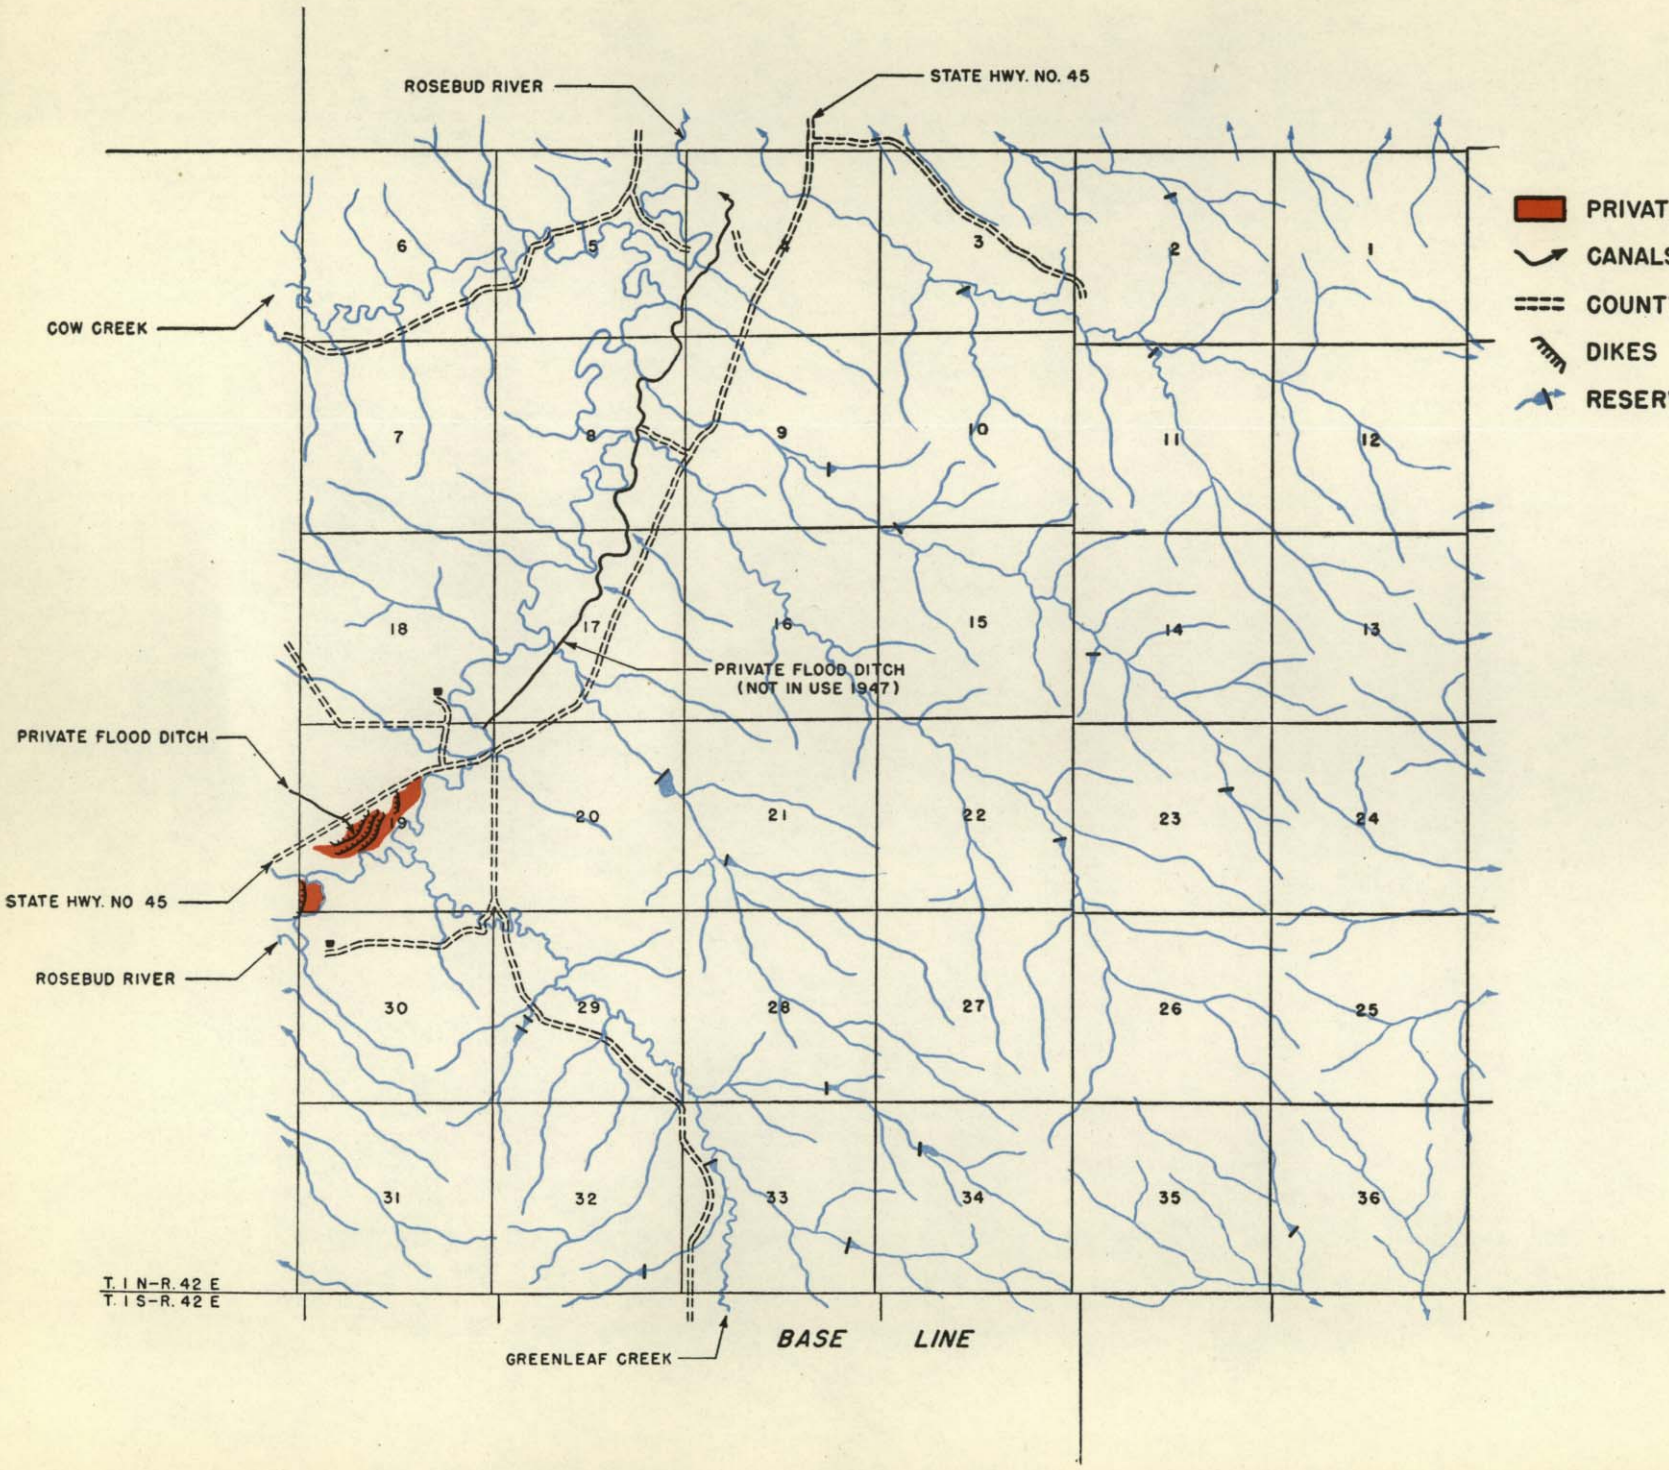 ROSEBUD RIVER
STATE HWY. NO. 45
PRIVAT
CANALS
COUNT
DIKES
RESER
COW CREEK
6 5 4 3 2 1
7 8 9 10 11 12
18 17 16 15 14 13
PRIVATE FLOOD DITCH
(NOT IN USE 1947)
PRIVATE FLOOD DITCH
19 20 21 22 23 24
STATE HWY. NO 45
ROSEBUD RIVER
30 29 28 27 26 25
31 32 33 34 35 36
T. 1 N-R. 42 E
T. 1 S-R. 42 E
BASE LINE
GREENLEAF CREEK